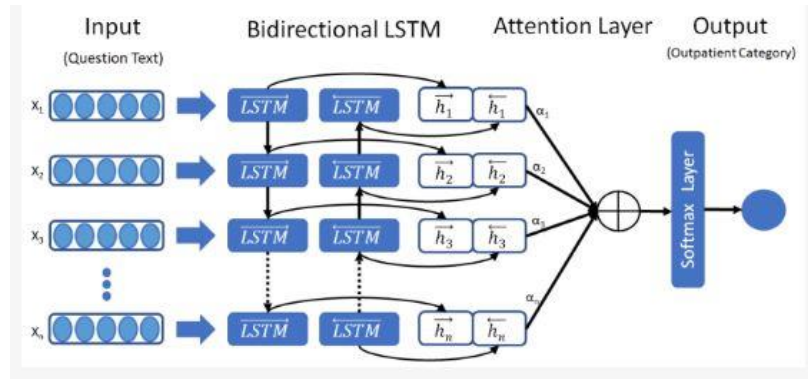 Input
(Question Text)
Bidirectional LSTM
Attention Layer
Output
(Outpatient Category)
X₁
LSTM LSTM
h₁ h₁
α₁
X₂
LSTM LSTM
h₂ h₂
α₂
X₃
LSTM LSTM
h₃ h₃
α₃
Xₙ
LSTM LSTM
hₙ hₙ
αₙ
Softmax Layer